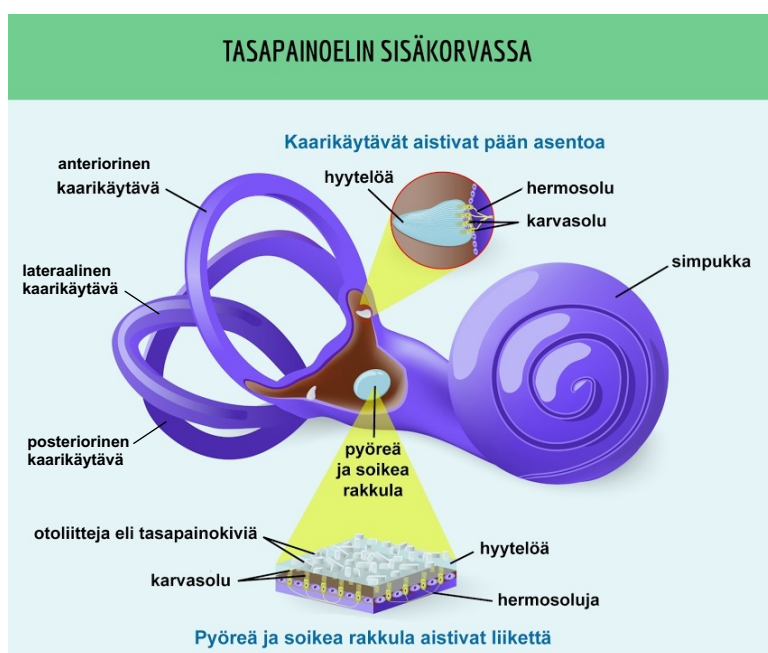 TASAPAINOELIN SISÄKORVASSA
Kaarikäytävät aistivat pään asentoa
anteriorinen
kaarikäytävä
hyytelöä
hermosolu
karvasolu
simpukka
lateraalinen
kaarikäytävä
posteriorinen
kaarikäytävä
pyöreä
ja soikea
rakkula
otoliitteja eli tasapainokiviä
hyytelöä
karvasolu
hermosoluja
Pyöreä ja soikea rakkula aistivat liikettä